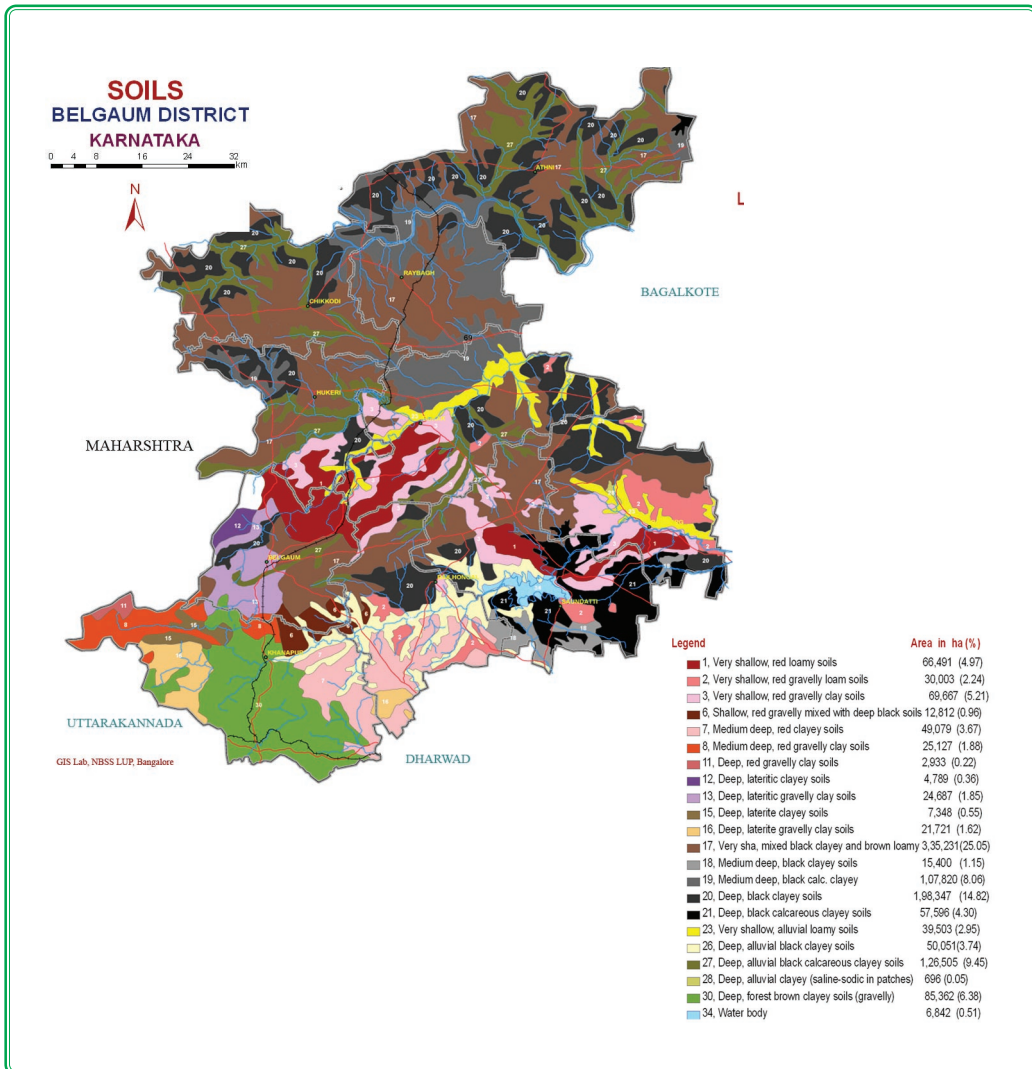 SOILS
BELGAUM DISTRICT
KARNATAKA
0 4 8 16 24 32
km
N
L
ATHNI
RAYBAGH
BAGALKOTE
CHIKKODI
HUKERI
MAHARSHTRA
BELGAUM
SAUNDATTI
KHANAPUR
UTTARAKANNADA
DHARWAD
GIS Lab, NBSS LUP, Bangalore
Legend Area in ha (%)
1, Very shallow, red loamy soils 66,491 (4.97)
2, Very shallow, red gravelly loam soils 30,003 (2.24)
3, Very shallow, red gravelly clay soils 69,667 (5.21)
6, Shallow, red gravelly mixed with deep black soils 12,812 (0.96)
7, Medium deep, red clayey soils 49,079 (3.67)
8, Medium deep, red gravelly clay soils 25,127 (1.88)
11, Deep, red gravelly clay soils 2,933 (0.22)
12, Deep, lateritic clayey soils 4,789 (0.36)
13, Deep, lateritic gravelly clay soils 24,687 (1.85)
15, Deep, laterite clayey soils 7,348 (0.55)
16, Deep, laterite gravelly clay soils 21,721 (1.62)
17, Very sha, mixed black clayey and brown loamy 3,35,231(25.05)
18, Medium deep, black clayey soils 15,400 (1.15)
19, Medium deep, black calc. clayey 1,07,820 (8.06)
20, Deep, black clayey soils 1,98,347 (14.82)
21, Deep, black calcareous clayey soils 57,596 (4.30)
23, Very shallow, alluvial loamy soils 39,503 (2.95)
26, Deep, alluvial black clayey soils 50,051(3.74)
27, Deep, alluvial black calcareous clayey soils 1,26,505 (9.45)
28, Deep, alluvial clayey (saline-sodic in patches) 696 (0.05)
30, Deep, forest brown clayey soils (gravelly) 85,362 (6.38)
34, Water body 6,842 (0.51)